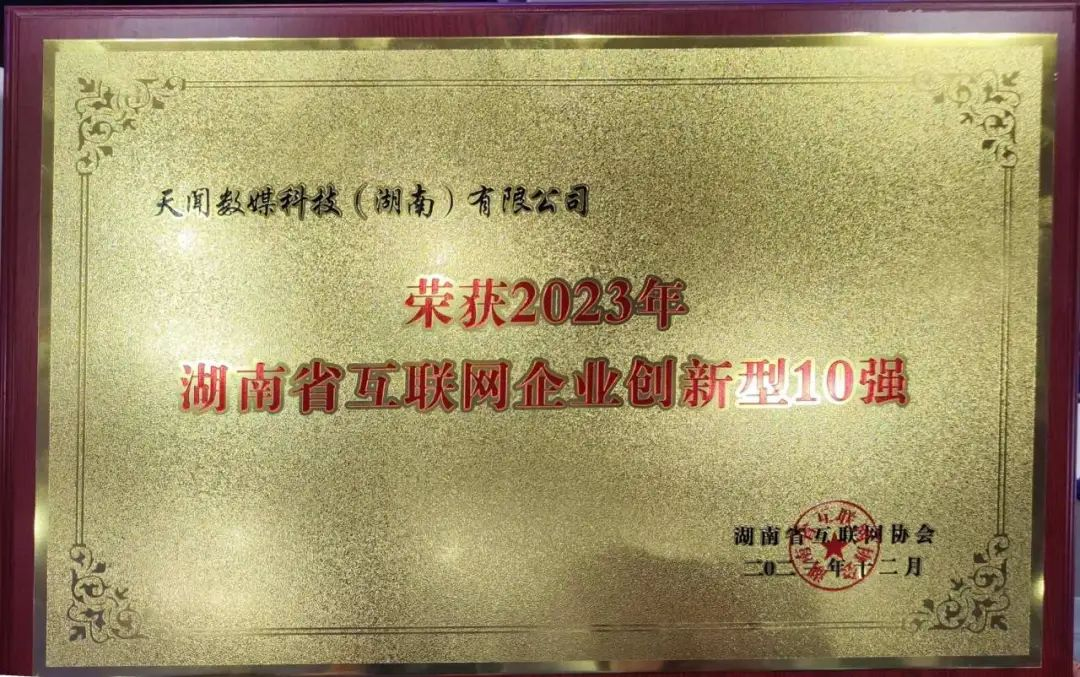 天闻数媒科技（湖南）有限公司
荣获2023年
湖南省互联网企业创新型10强
湖南省互联网协会
二0二三年十二月